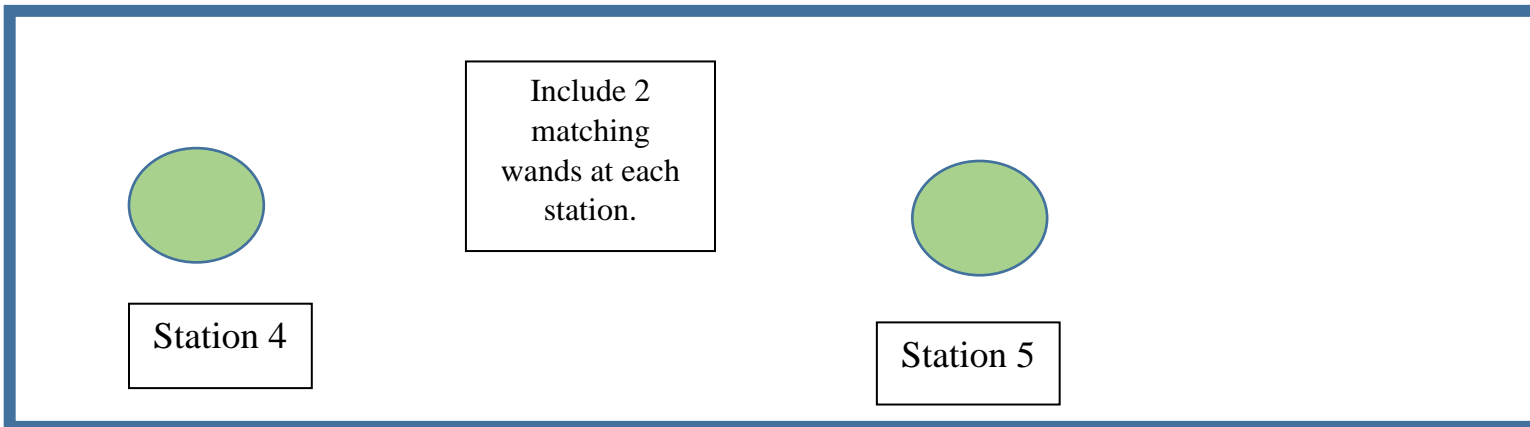 Include 2
matching
wands at each
station.
Station 4
Station 5